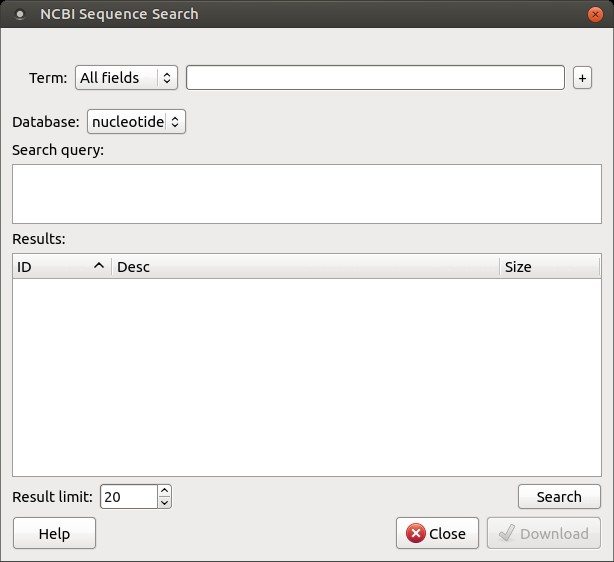 NCBI Sequence Search
Term: All fields +
Database: nucleotide
Search query:
Results:
ID Desc Size
Result limit: 20 Search
Help Close Download